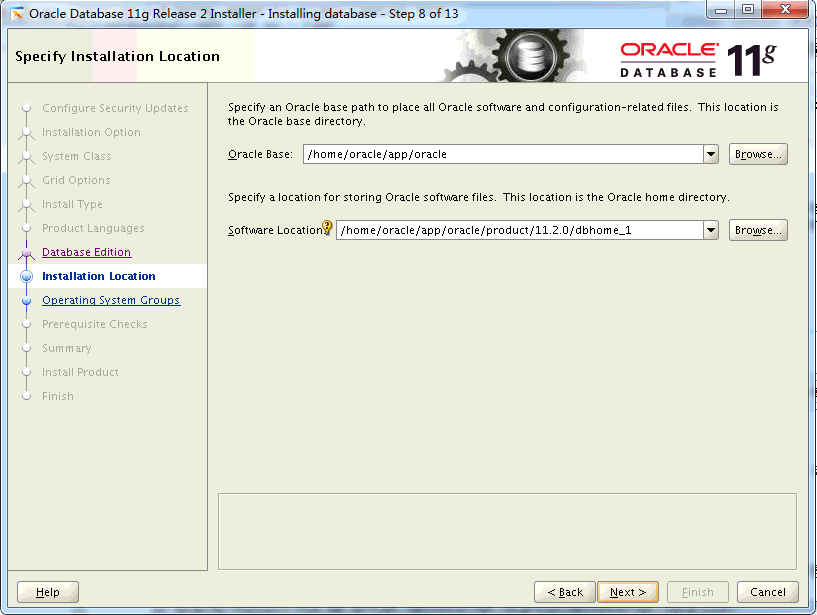 Oracle Database 11g Release 2 Installer - Installing database - Step 8 of 13
Specify Installation Location
ORACLE DATABASE 11g
Configure Security Updates
Installation Option
System Class
Grid Options
Install Type
Product Languages
Database Edition
Installation Location
Operating System Groups
Prerequisite Checks
Summary
Install Product
Finish
Specify an Oracle base path to place all Oracle software and configuration-related files. This location is
the Oracle base directory.
Oracle Base: /home/oracle/app/oracle Browse...
Specify a location for storing Oracle software files. This location is the Oracle home directory.
Software Location: /home/oracle/app/oracle/product/11.2.0/dbhome_1 Browse...
Help < Back Next > Finish Cancel